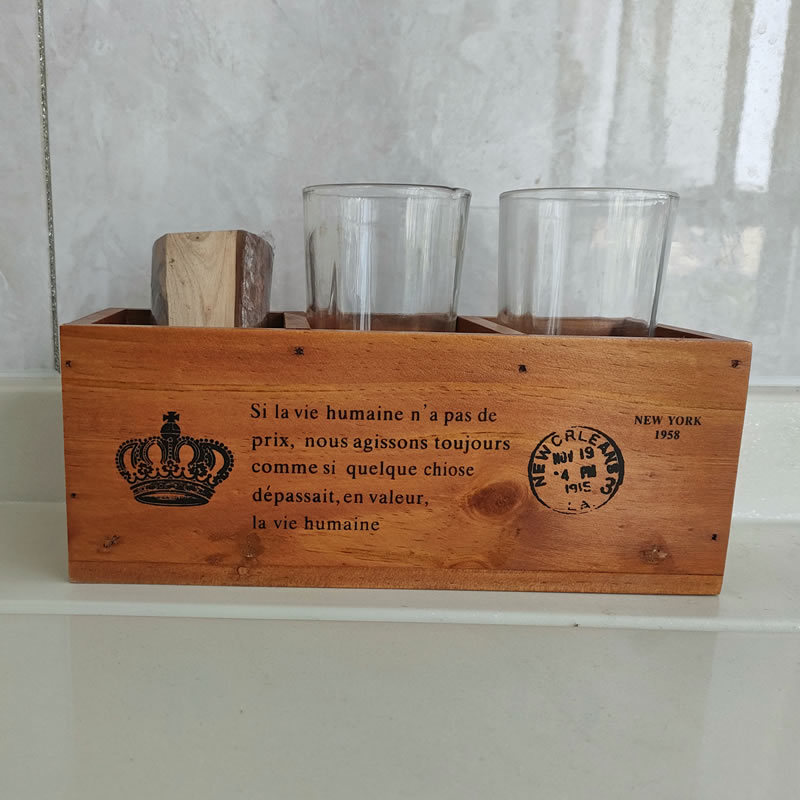 Si la vie humaine n'a pas de
prix, nous agissons toujours
comme si quelque chiose
dépassait, en valeur,
la vie humaine
NEW ORLEANS 3
NOV 19
4 PM
1915
LA.
NEW YORK
1958